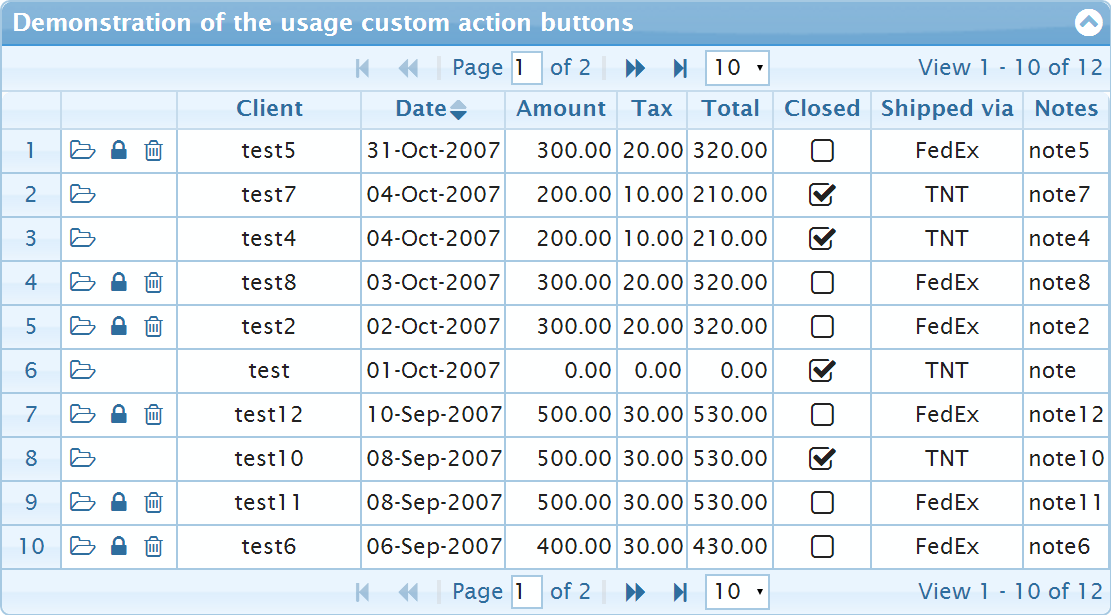 Demonstration of the usage custom action buttons
Page 1 of 2 10 View 1 - 10 of 12
Client Date Amount Tax Total Closed Shipped via Notes
1 test5 31-Oct-2007 300.00 20.00 320.00 FedEx note5
2 test7 04-Oct-2007 200.00 10.00 210.00 TNT note7
3 test4 04-Oct-2007 200.00 10.00 210.00 TNT note4
4 test8 03-Oct-2007 300.00 20.00 320.00 FedEx note8
5 test2 02-Oct-2007 300.00 20.00 320.00 FedEx note2
6 test 01-Oct-2007 0.00 0.00 0.00 TNT note
7 test12 10-Sep-2007 500.00 30.00 530.00 FedEx note12
8 test10 08-Sep-2007 500.00 30.00 530.00 TNT note10
9 test11 08-Sep-2007 500.00 30.00 530.00 FedEx note11
10 test6 06-Sep-2007 400.00 30.00 430.00 FedEx note6
Page 1 of 2 10 View 1 - 10 of 12